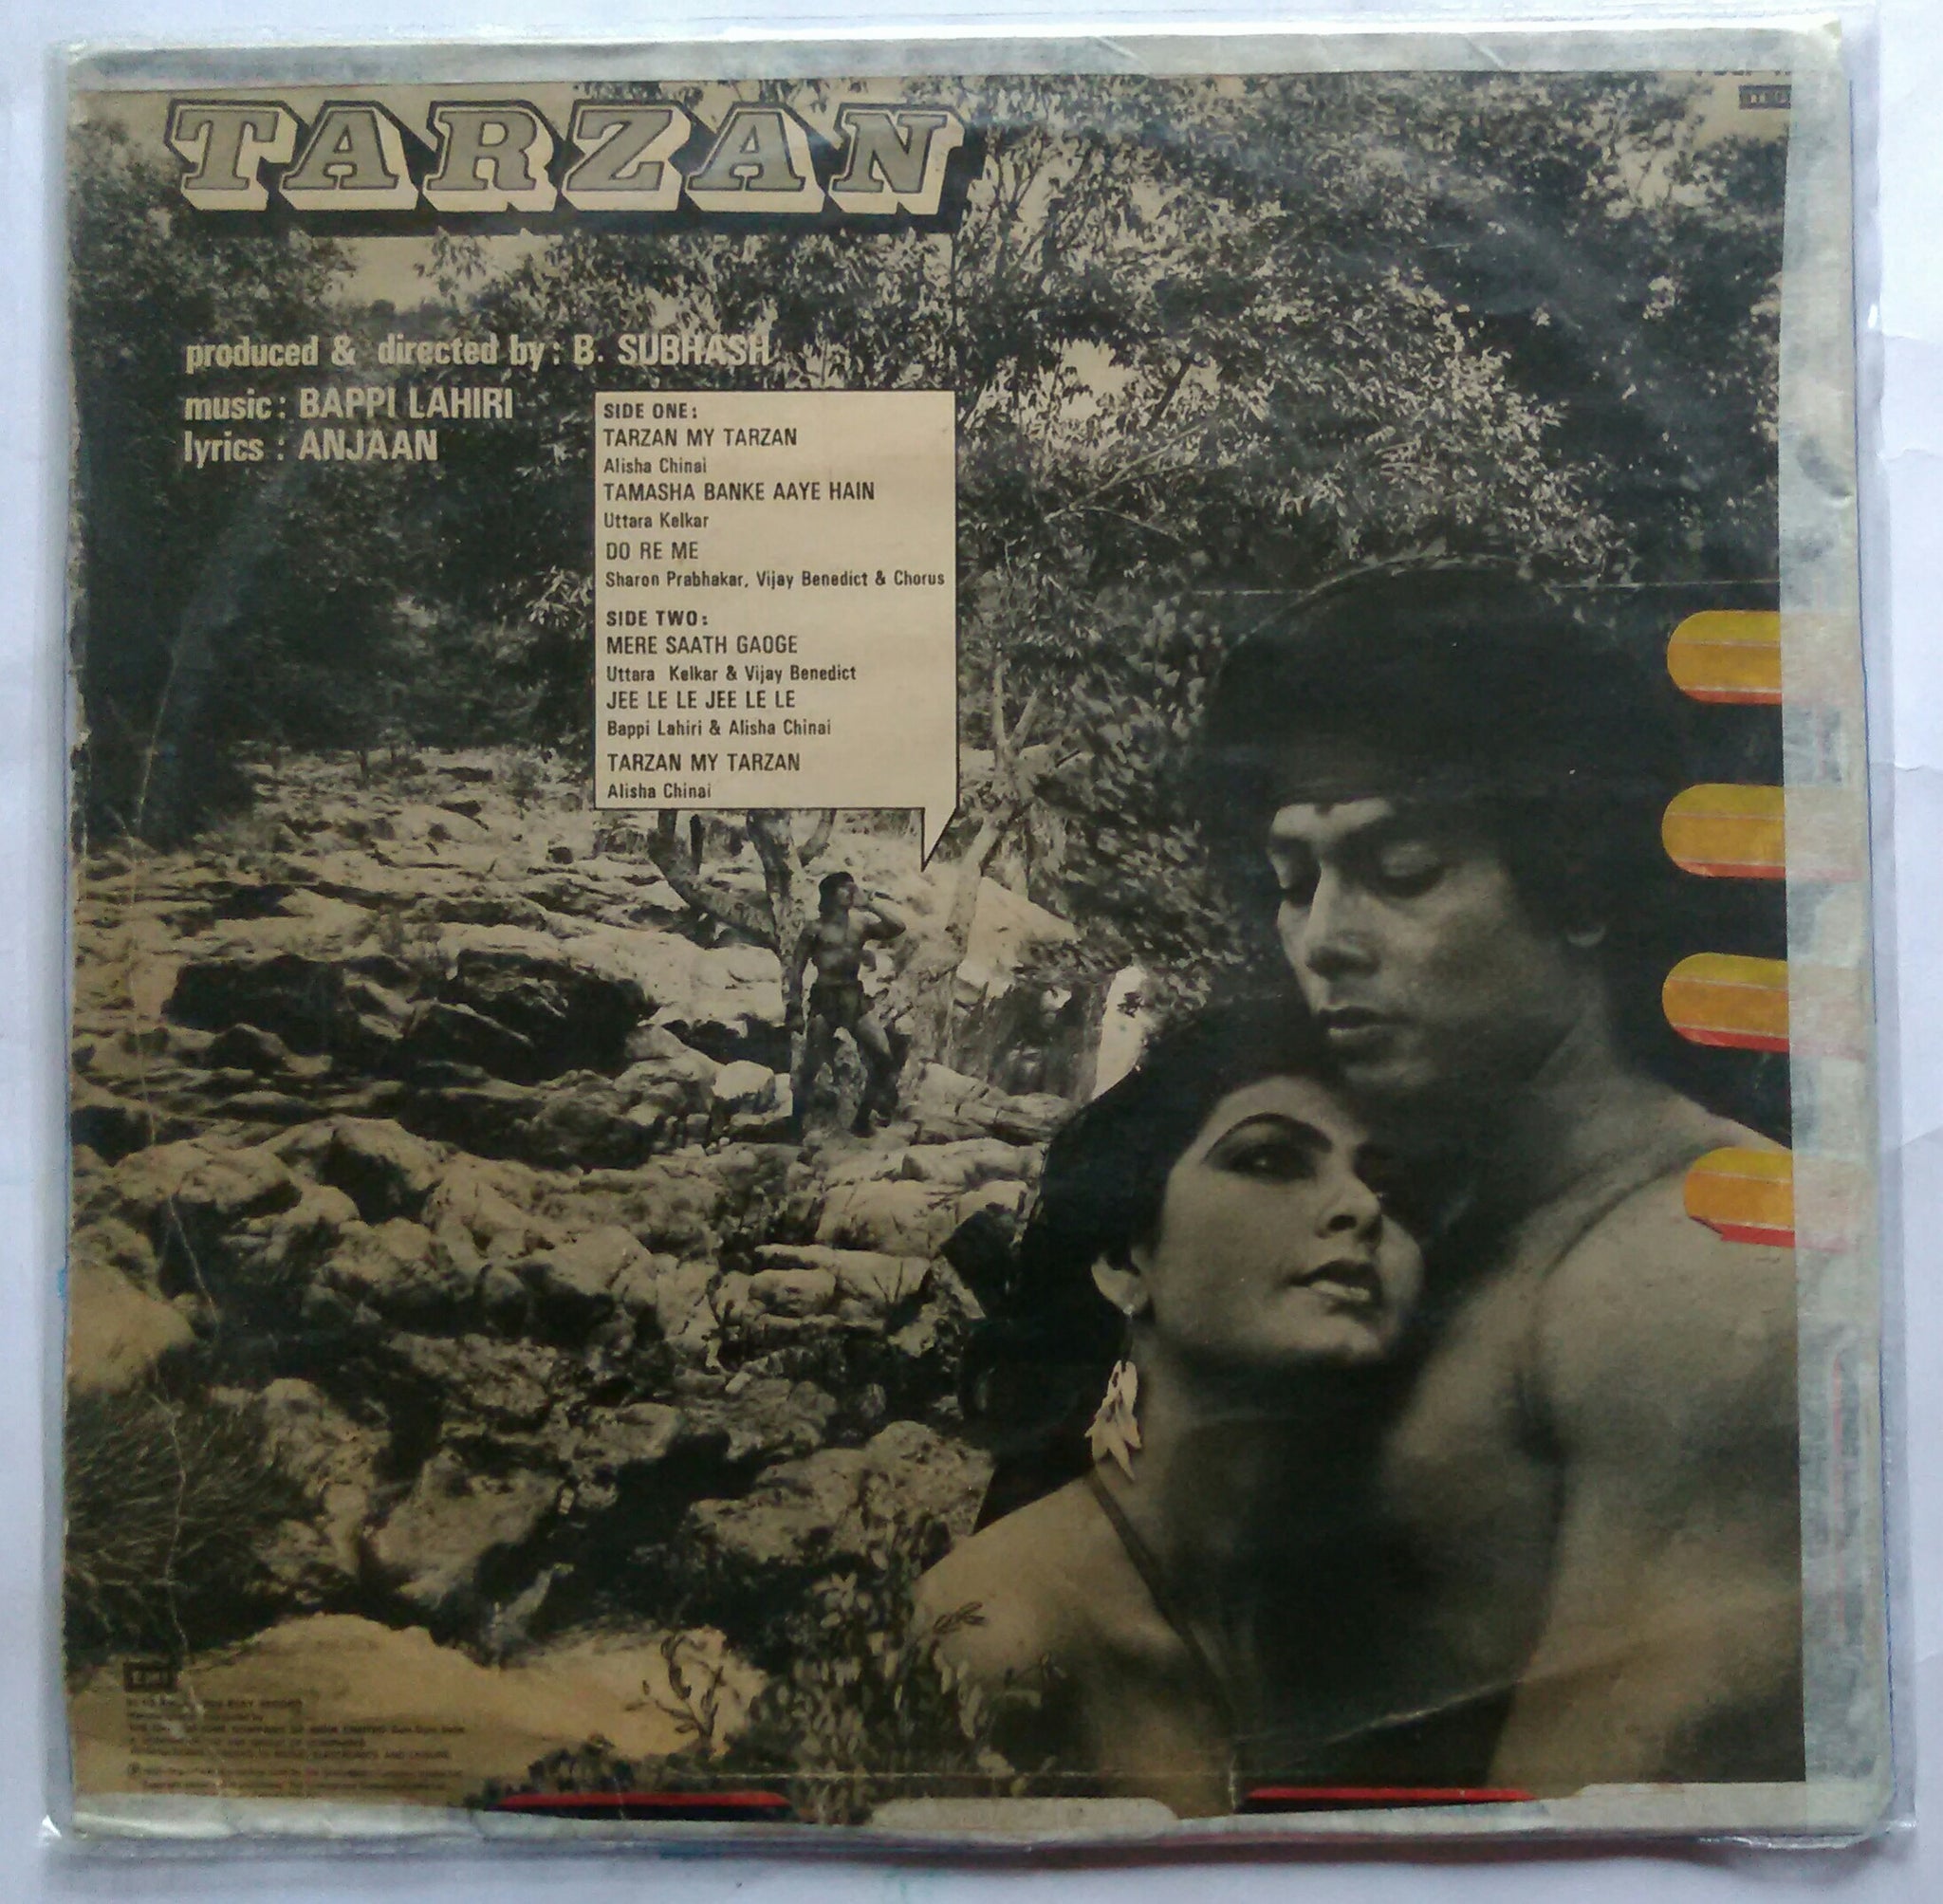 TARZAN
produced & directed by: B. SUBHASH
music: BAPPI LAHIRI
lyrics: ANJAAN
SIDE ONE:
TARZAN MY TARZAN
Alisha Chinai
TAMASHA BANKE AAYE HAIN
Uttara Kelkar
DO RE ME
Sharon Prabhakar, Vijay Benedict & Chorus
SIDE TWO:
MERE SAATH GAOGE
Uttara Kelkar & Vijay Benedict
JEE LE LE JEE LE LE
Bappi Lahiri & Alisha Chinai
TARZAN MY TARZAN
Alisha Chinai
EMI